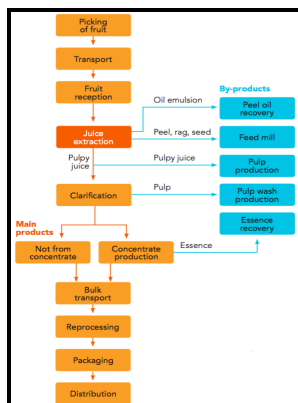 Picking
of fruit
Transport
Fruit
reception
Oil emulsion
By-products
Peel oil
recovery
Juice
extraction
Peel, rag, seed
Feed mill
Pulpy
juice
Pulpy juice
Pulp
production
Clarification
Pulp
Pulp wash
production
Essence
recovery
Main
products
Not from
concentrate
Concentrate
production
Essence
Bulk
transport
Reprocessing
Packaging
Distribution